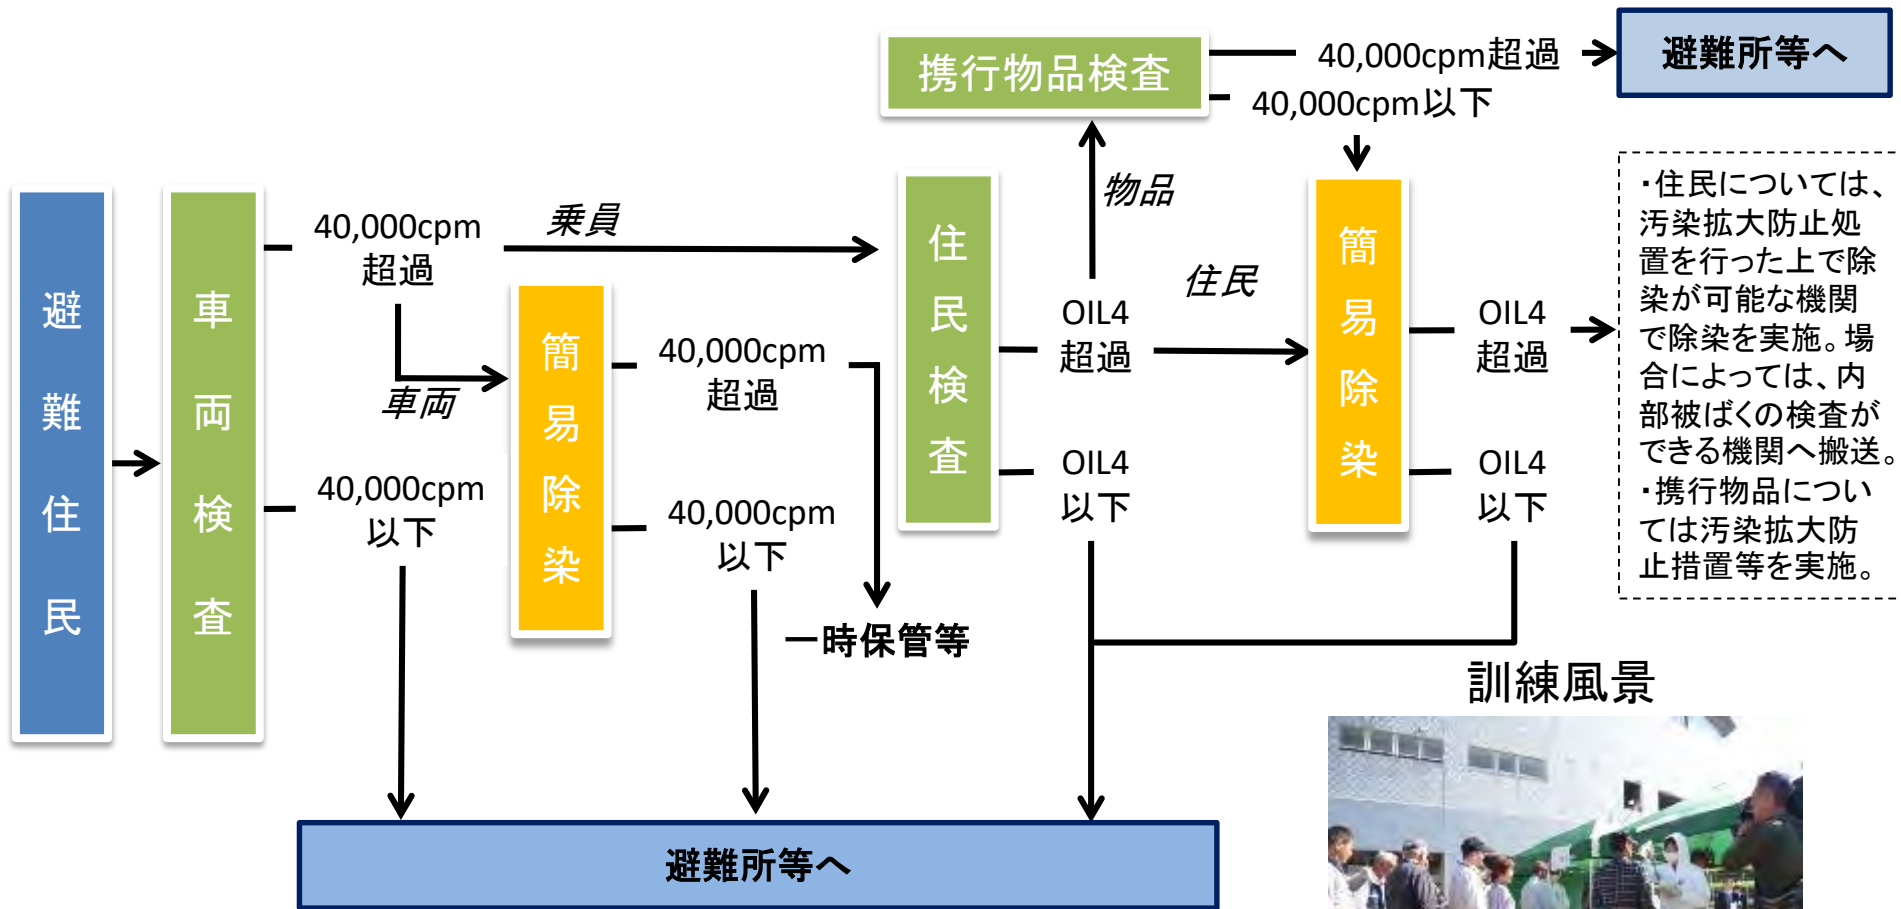 避難住民
車両検査
40,000cpm
超過
40,000cpm
以下
乗員
車両
簡易除染
40,000cpm
超過
40,000cpm
以下
一時保管等
住民検査
OIL4
超過
OIL4
以下
物品
携行物品検査
40,000cpm超過
40,000cpm以下
避難所等へ
住民
簡易除染
OIL4
超過
OIL4
以下
・住民については、
汚染拡大防止処
置を行った上で除
染が可能な機関
で除染を実施。場
合によっては、内
部被ばくの検査が
できる機関へ搬送。
・携行物品につい
ては汚染拡大防
止措置等を実施。
避難所等へ
訓練風景